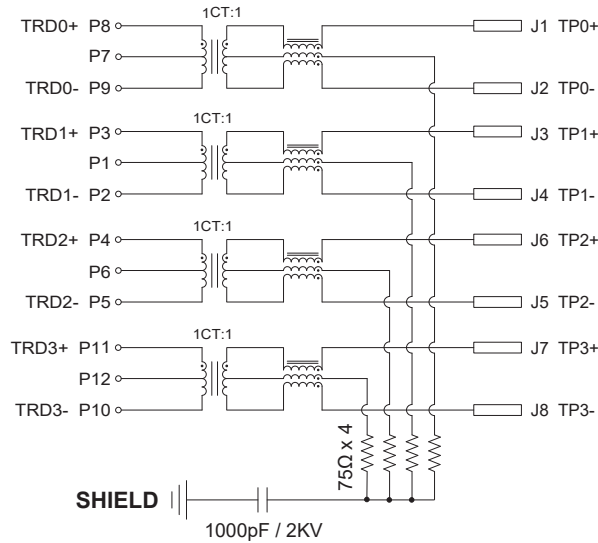 1CT:1
TRD0+ P8
J1 TP0+
P7
TRD0- P9
J2 TP0-
1CT:1
TRD1+ P3
J3 TP1+
P1
TRD1- P2
J4 TP1-
1CT:1
TRD2+ P4
J6 TP2+
P6
TRD2- P5
J5 TP2-
1CT:1
TRD3+ P11
J7 TP3+
P12
TRD3- P10
J8 TP3-
75Ω x 4
SHIELD
1000pF / 2KV